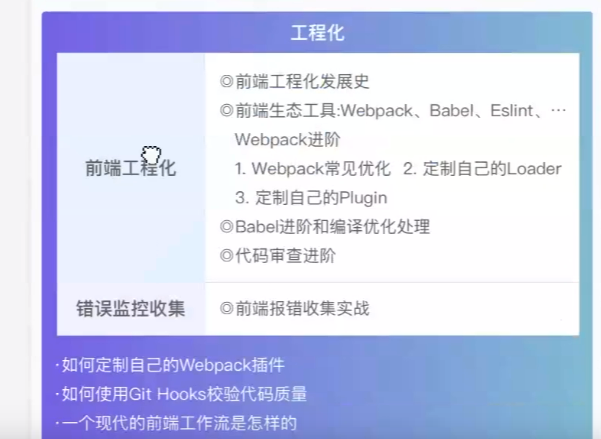 工程化
前端工程化
◎前端工程化发展史
◎前端生态工具:Webpack、Babel、Eslint、…
Webpack进阶
1. Webpack常见优化 2. 定制自己的Loader
3. 定制自己的Plugin
◎Babel进阶和编译优化处理
◎代码审查进阶
错误监控收集
◎前端报错收集实战
·如何定制自己的Webpack插件
·如何使用Git Hooks校验代码质量
·一个现代的前端工作流是怎样的